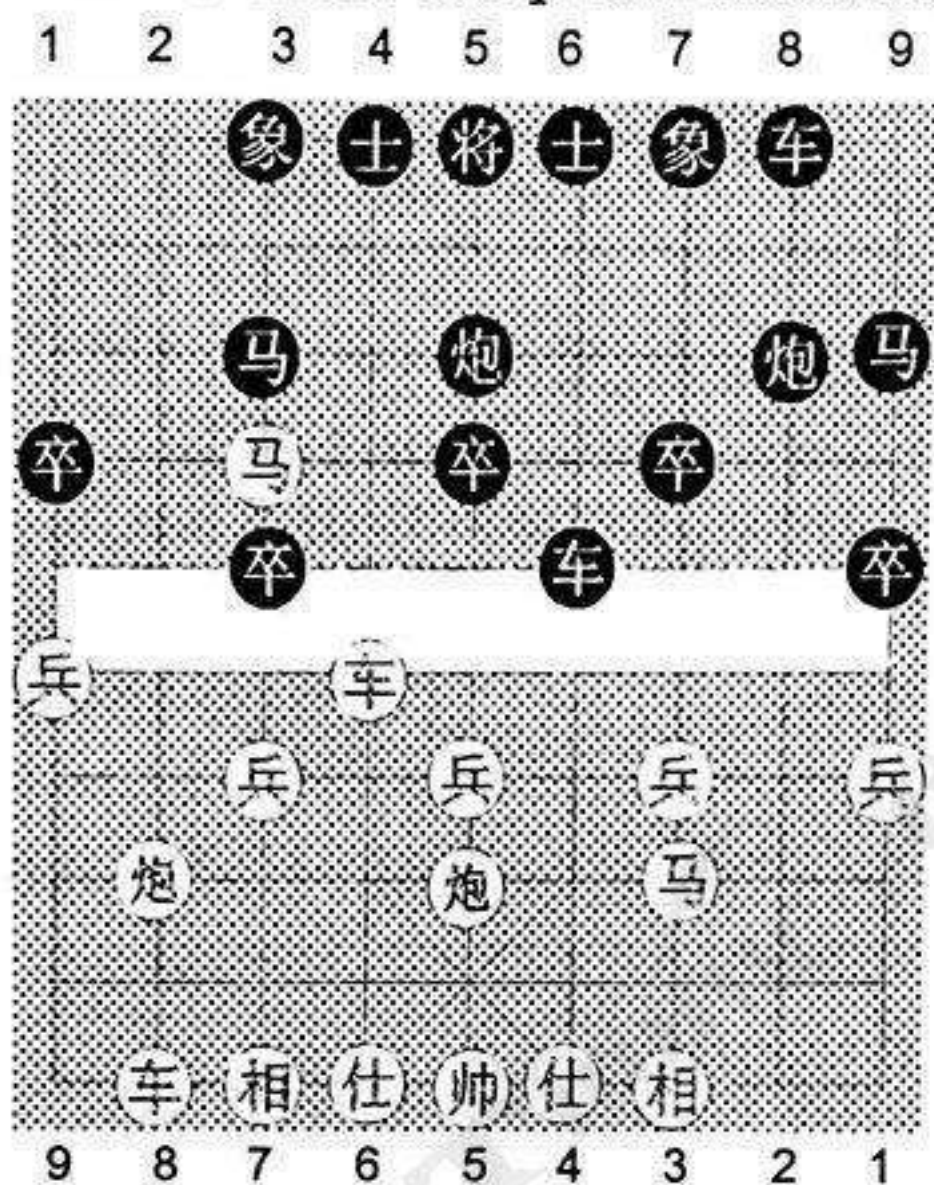 1 2 3 4 5 6 7 8 9
象 士 将 士 象 车
马 炮 炮 马
卒 马 卒 卒
卒 车 卒
兵 车
兵 兵 兵 兵
炮 炮 马
车 相 仕 帅 仕 相
9 8 7 6 5 4 3 2 1